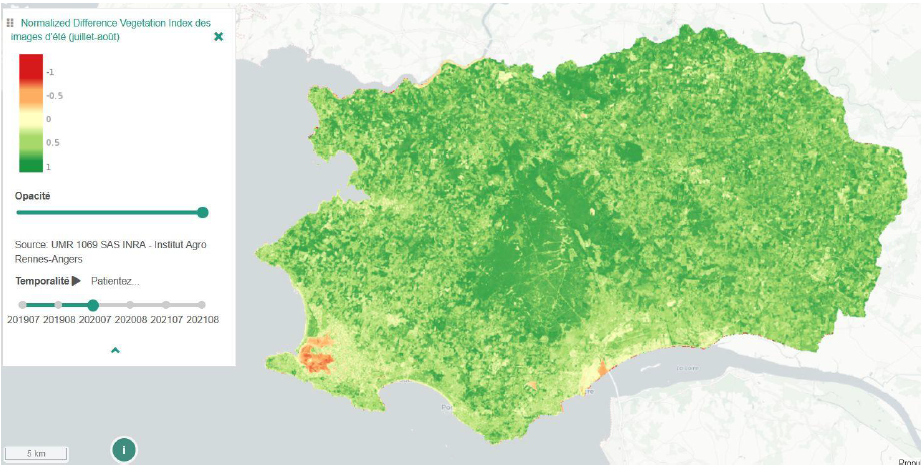 Normalized Difference Vegetation Index des
images d'été (juillet-août)
-1
-0.5
0
0.5
1
Opacité
Source: UMR 1069 SAS INRA - Institut Agro
Rennes-Angers
Temporalité Patientez...
201907 201908 202007 202008 202107 202108
5 km
i